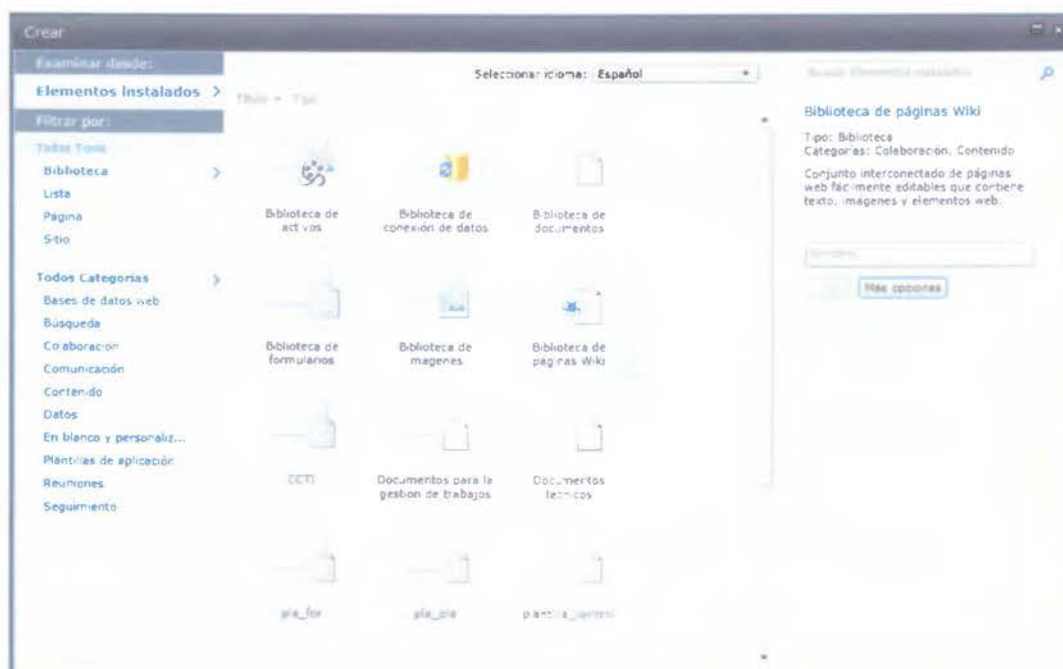 Crear
Examinar desde:
Elementos Instalados >
Filtrar por:
Todos Tipos
Biblioteca >
Lista
Página
Sitio
Todos Categorías >
Bases de datos web
Búsqueda
Colaboración
Comunicación
Contenido
Datos
En blanco y personaliz...
Plantillas de aplicación
Reuniones
Seguimiento
Seleccionar idioma: Español
Título Tipo
Biblioteca de
activos
Biblioteca de
conexión de datos
Biblioteca de
documentos
Biblioteca de
formularios
Biblioteca de
imágenes
Biblioteca de
páginas Wiki
Documentos para la
gestión de trabajos
Documentos
técnicos
pla_for
pla_pla
Buscar Elementos instalados
Biblioteca de páginas Wiki
Tipo: Biblioteca
Categorías: Colaboración, Contenido
Conjunto interconectado de páginas
web fácilmente editables que contiene
texto, imágenes y elementos web.
Nombre
Más opciones